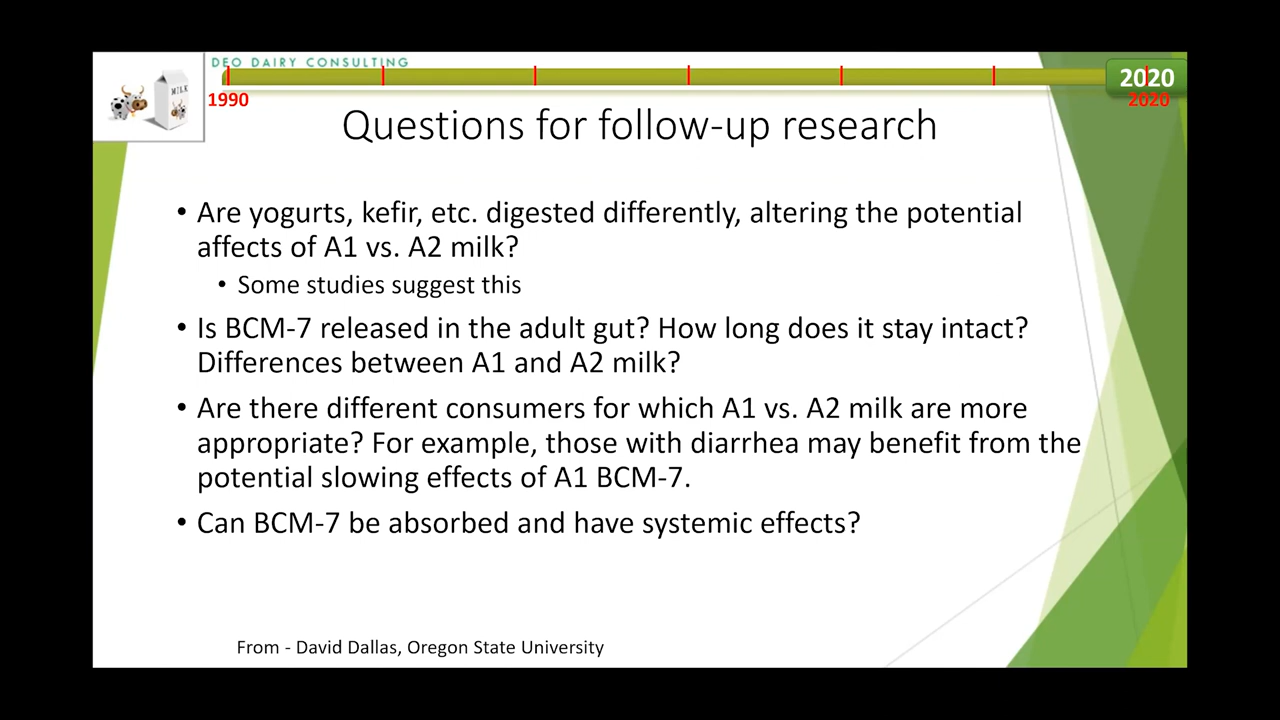 DEO DAIRY CONSULTING
MILK
2020
1990
2020
Questions for follow-up research
• Are yogurts, kefir, etc. digested differently, altering the potential
affects of A1 vs. A2 milk?
• Some studies suggest this
• Is BCM-7 released in the adult gut? How long does it stay intact?
Differences between A1 and A2 milk?
• Are there different consumers for which A1 vs. A2 milk are more
appropriate? For example, those with diarrhea may benefit from the
potential slowing effects of A1 BCM-7.
• Can BCM-7 be absorbed and have systemic effects?
From - David Dallas, Oregon State University